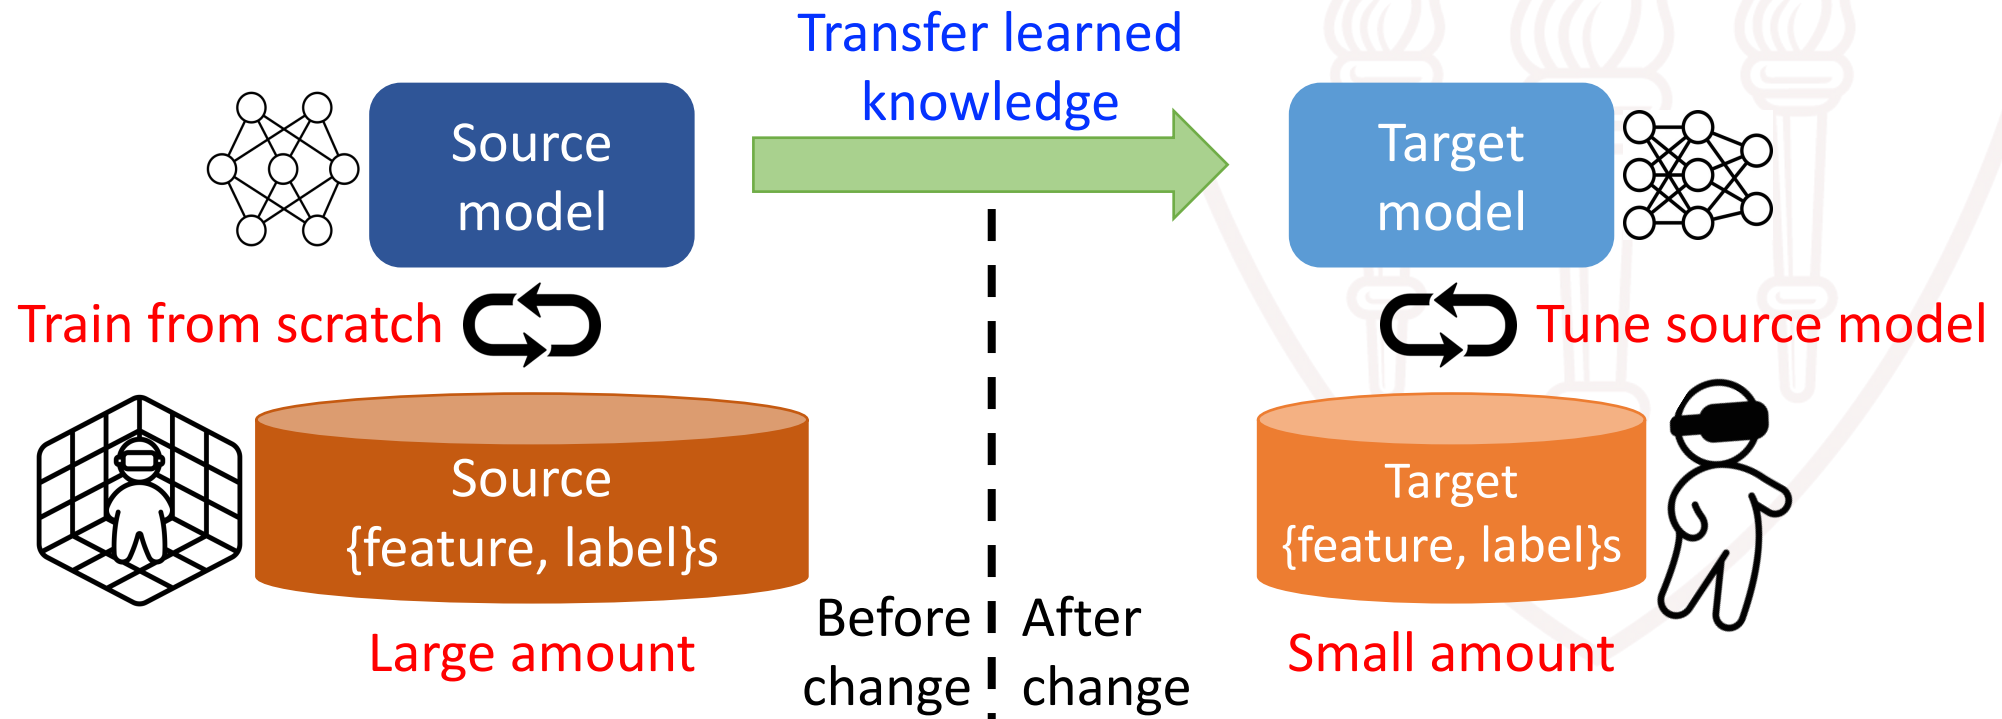 Transfer learned
knowledge
Source
model
Target
model
Train from scratch
Tune source model
Source
{feature, label}s
Target
{feature, label}s
Large amount
Before
change
After
change
Small amount